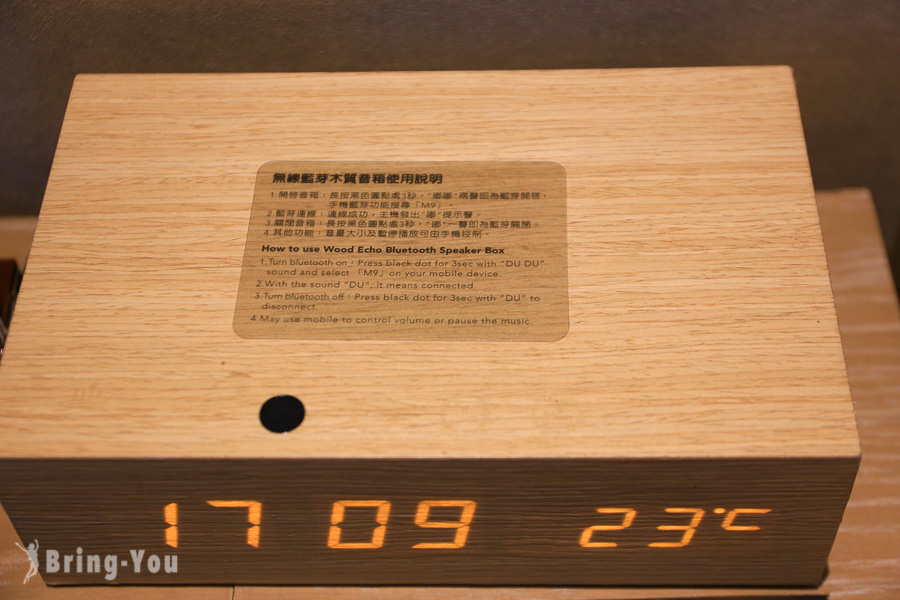 無線藍芽木質音箱使用說明
1.開啓音箱：長按黑色圓點處3秒，"嘟嘟"兩聲即為藍芽開啓，
手機藍芽功能搜尋「M9」。
2.藍芽連線：連線成功，主機發出"嘟"提示聲。
3.關閉音箱：長按黑色圓點處3秒，"嘟"一聲即為藍芽關閉。
4.其他功能：音量大小及暫停播放可由手機控制。
How to use Wood Echo Bluetooth Speaker Box
1.Turn bluetooth on：Press black dot for 3sec with "DU DU"
sound and select 「M9」 on your mobile device.
2.With the sound "DU", it means connected.
3.Turn bluetooth off：Press black dot for 3sec with "DU" to
disconnect.
4.May use mobile to control volume or pause the music.
17 09 23°C
Bring-You